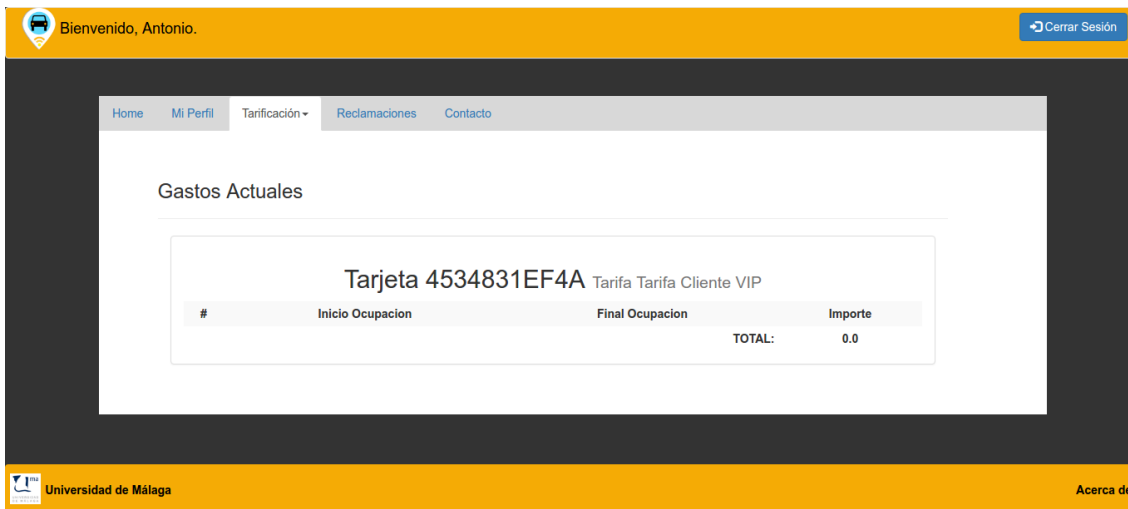 Bienvenido, Antonio.
Cerrar Sesión
Home Mi Perfil Tarificación Reclamaciones Contacto
Gastos Actuales
Tarjeta 4534831EF4A Tarifa Tarifa Cliente VIP
# Inicio Ocupacion Final Ocupacion Importe
TOTAL: 0.0
uma
Universidad de Málaga
Acerca de